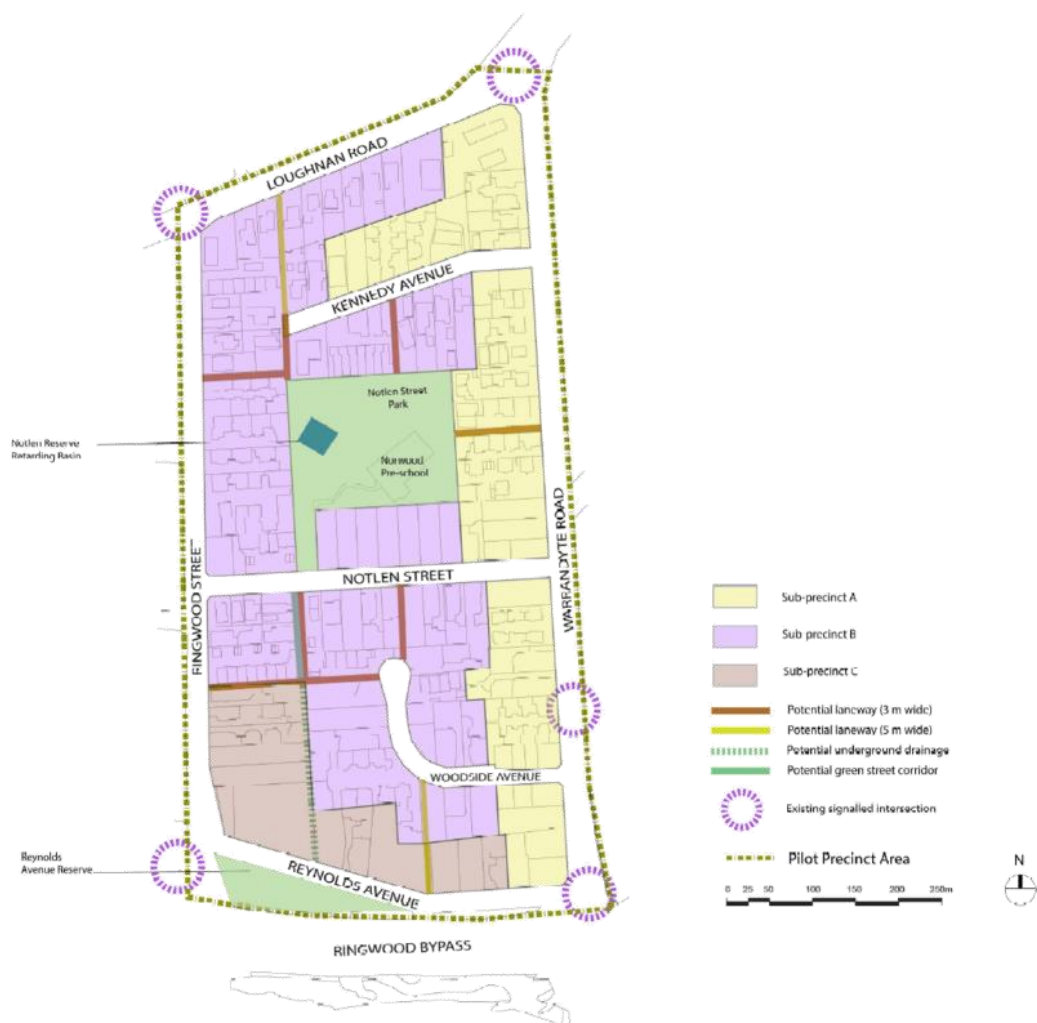 LOUGHNAN ROAD
KENNEDY AVENUE
Notlen Street
Park
Notlen Reserve
Retarding Basin
Norwood
Pre-school
WARRANDYTE ROAD
RINGWOOD STREET
NOTLEN STREET
WOODSIDE AVENUE
Reynolds
Avenue Reserve
REYNOLDS AVENUE
RINGWOOD BYPASS
Sub-precinct A
Sub-precinct B
Sub-precinct C
Potential laneway (3 m wide)
Potential laneway (5 m wide)
Potential underground drainage
Potential green street corridor
Existing signalled intersection
Pilot Precinct Area
N
0 25 50 100 150 200 250m